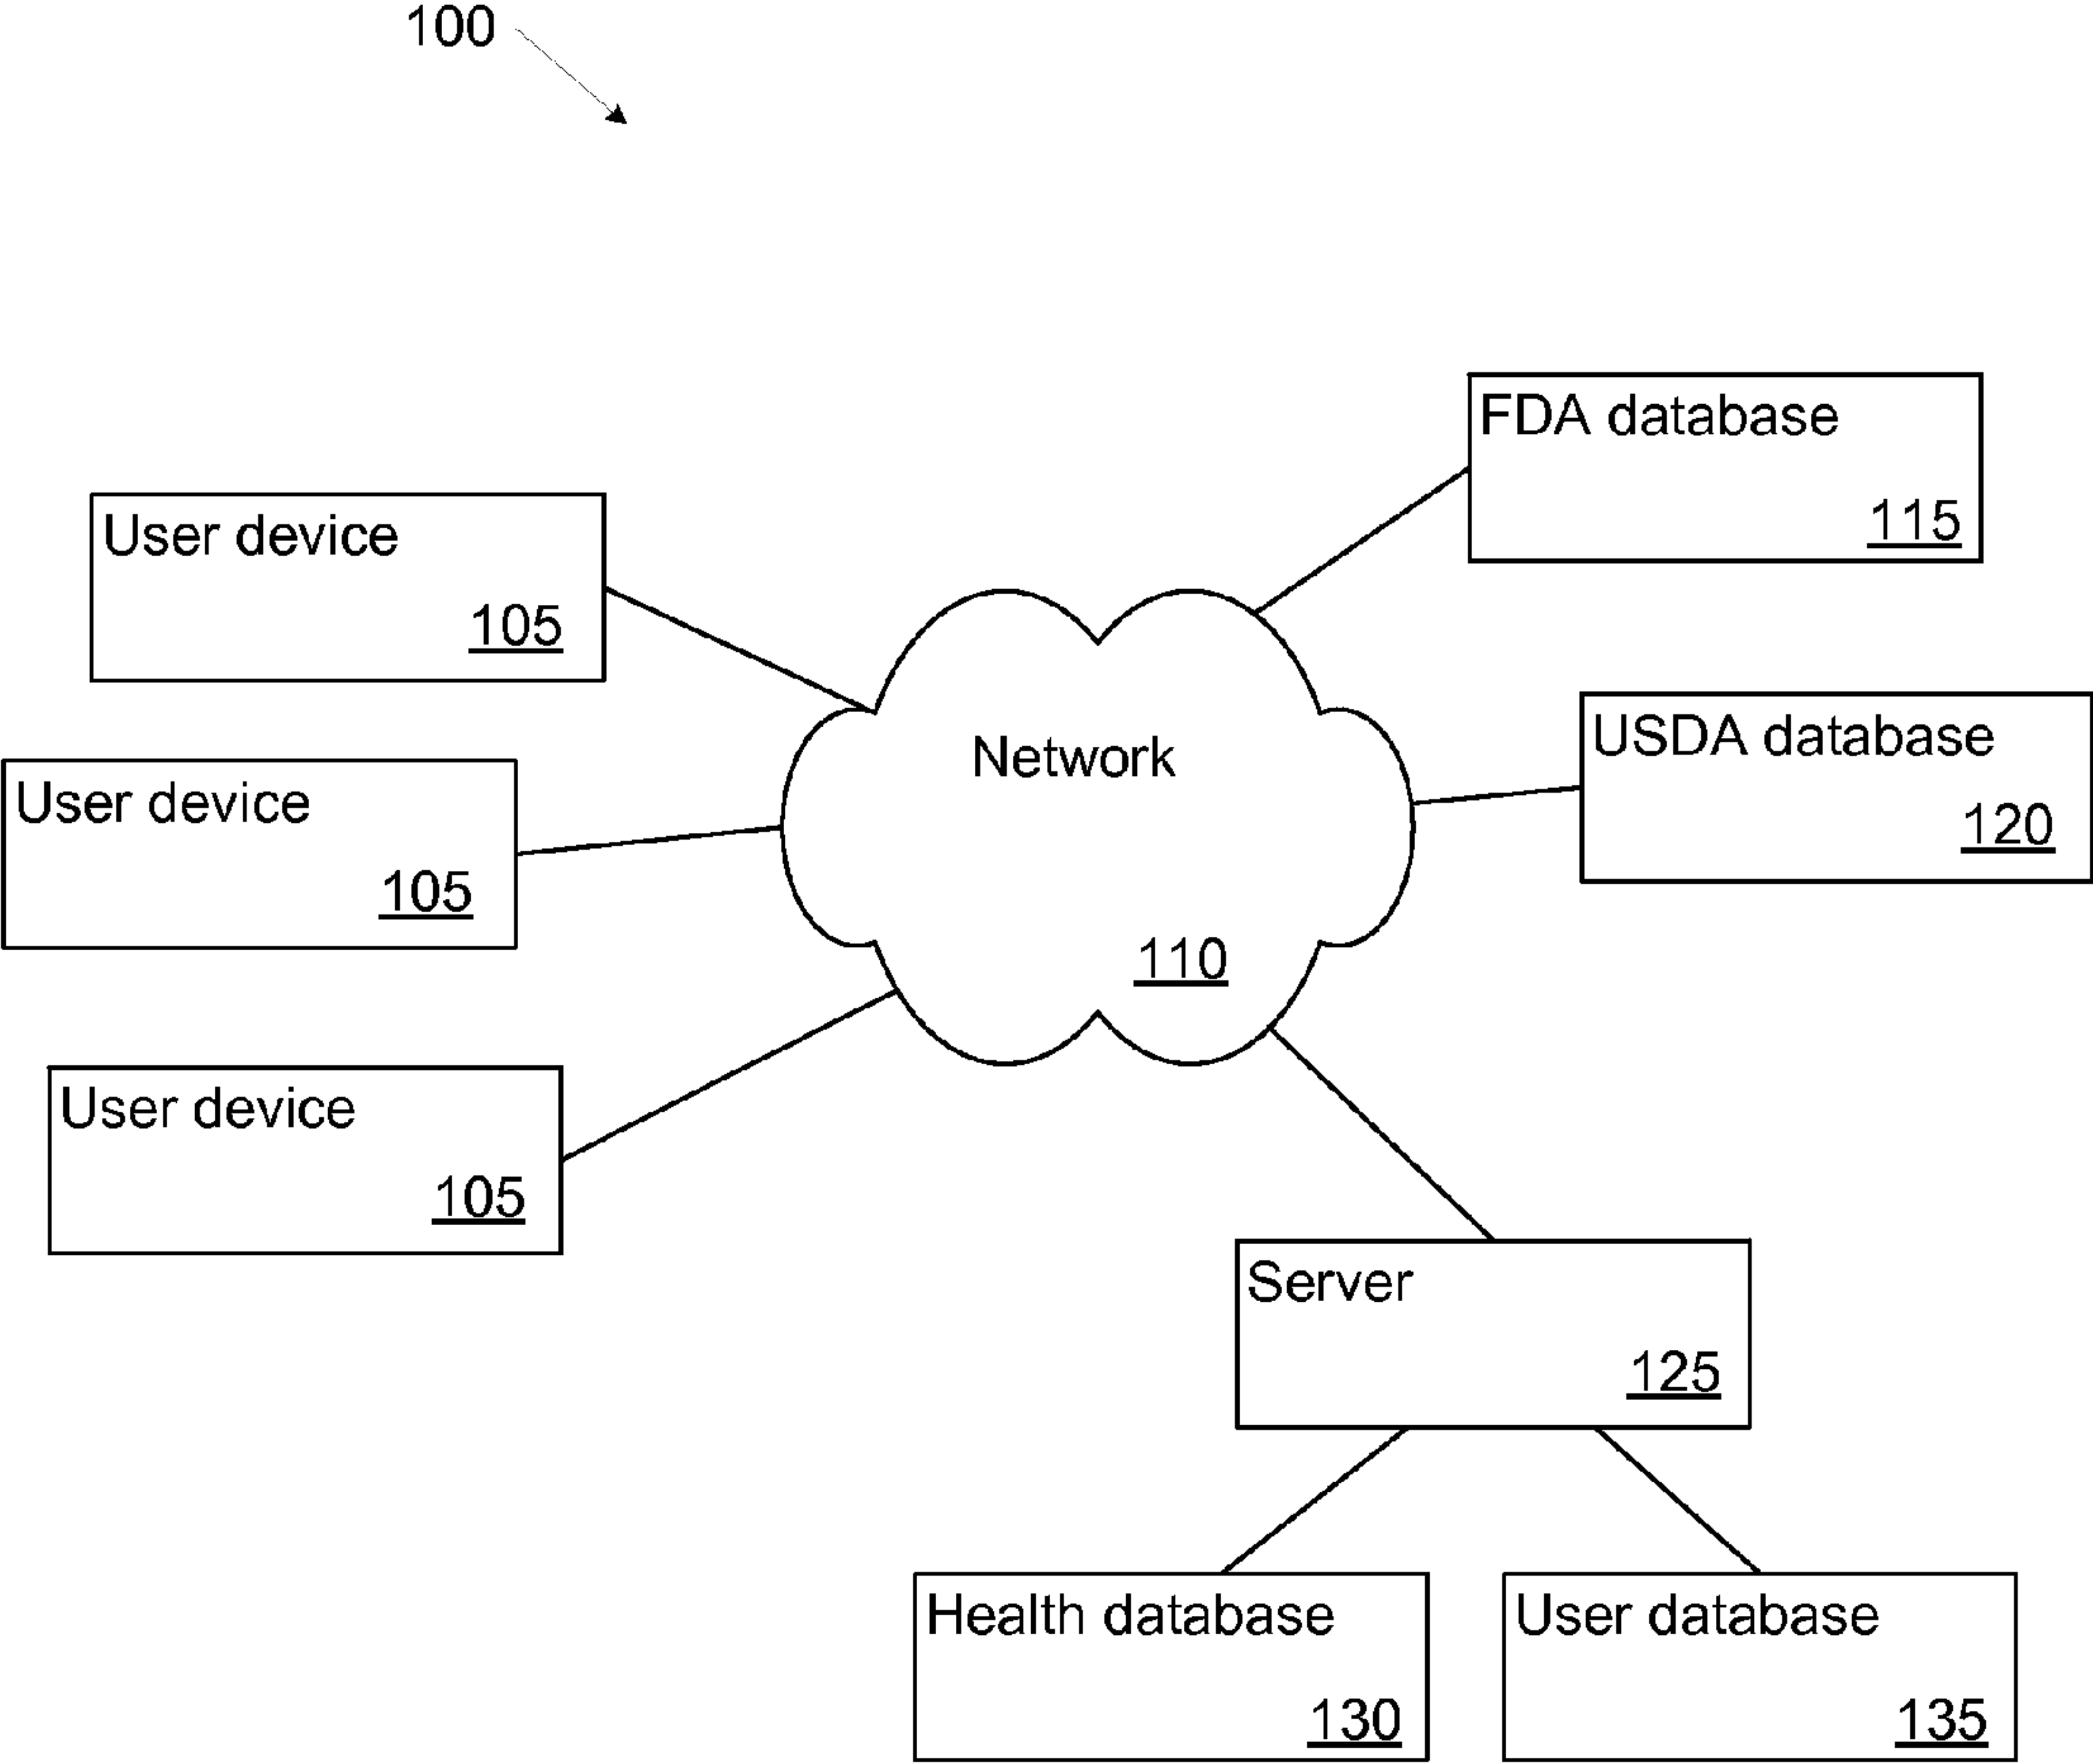 100
FDA database
115
User device
105
Network
110
USDA database
120
User device
105
User device
105
Server
125
Health database
130
User database
135